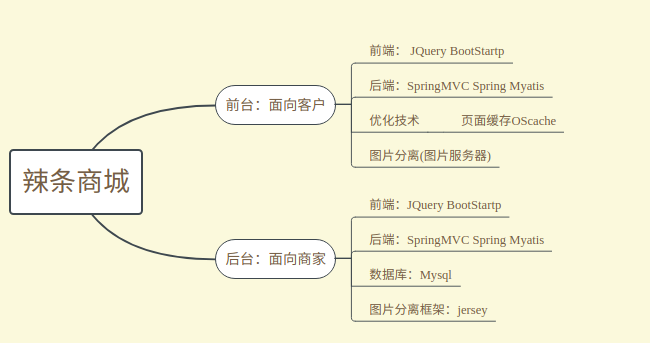 辣条商城
前台：面向客户
前端： JQuery BootStartp
后端：SpringMVC Spring Myatis
优化技术 页面缓存OScache
图片分离(图片服务器)
后台：面向商家
前端：JQuery BootStartp
后端：SpringMVC Spring Myatis
数据库：Mysql
图片分离框架：jersey